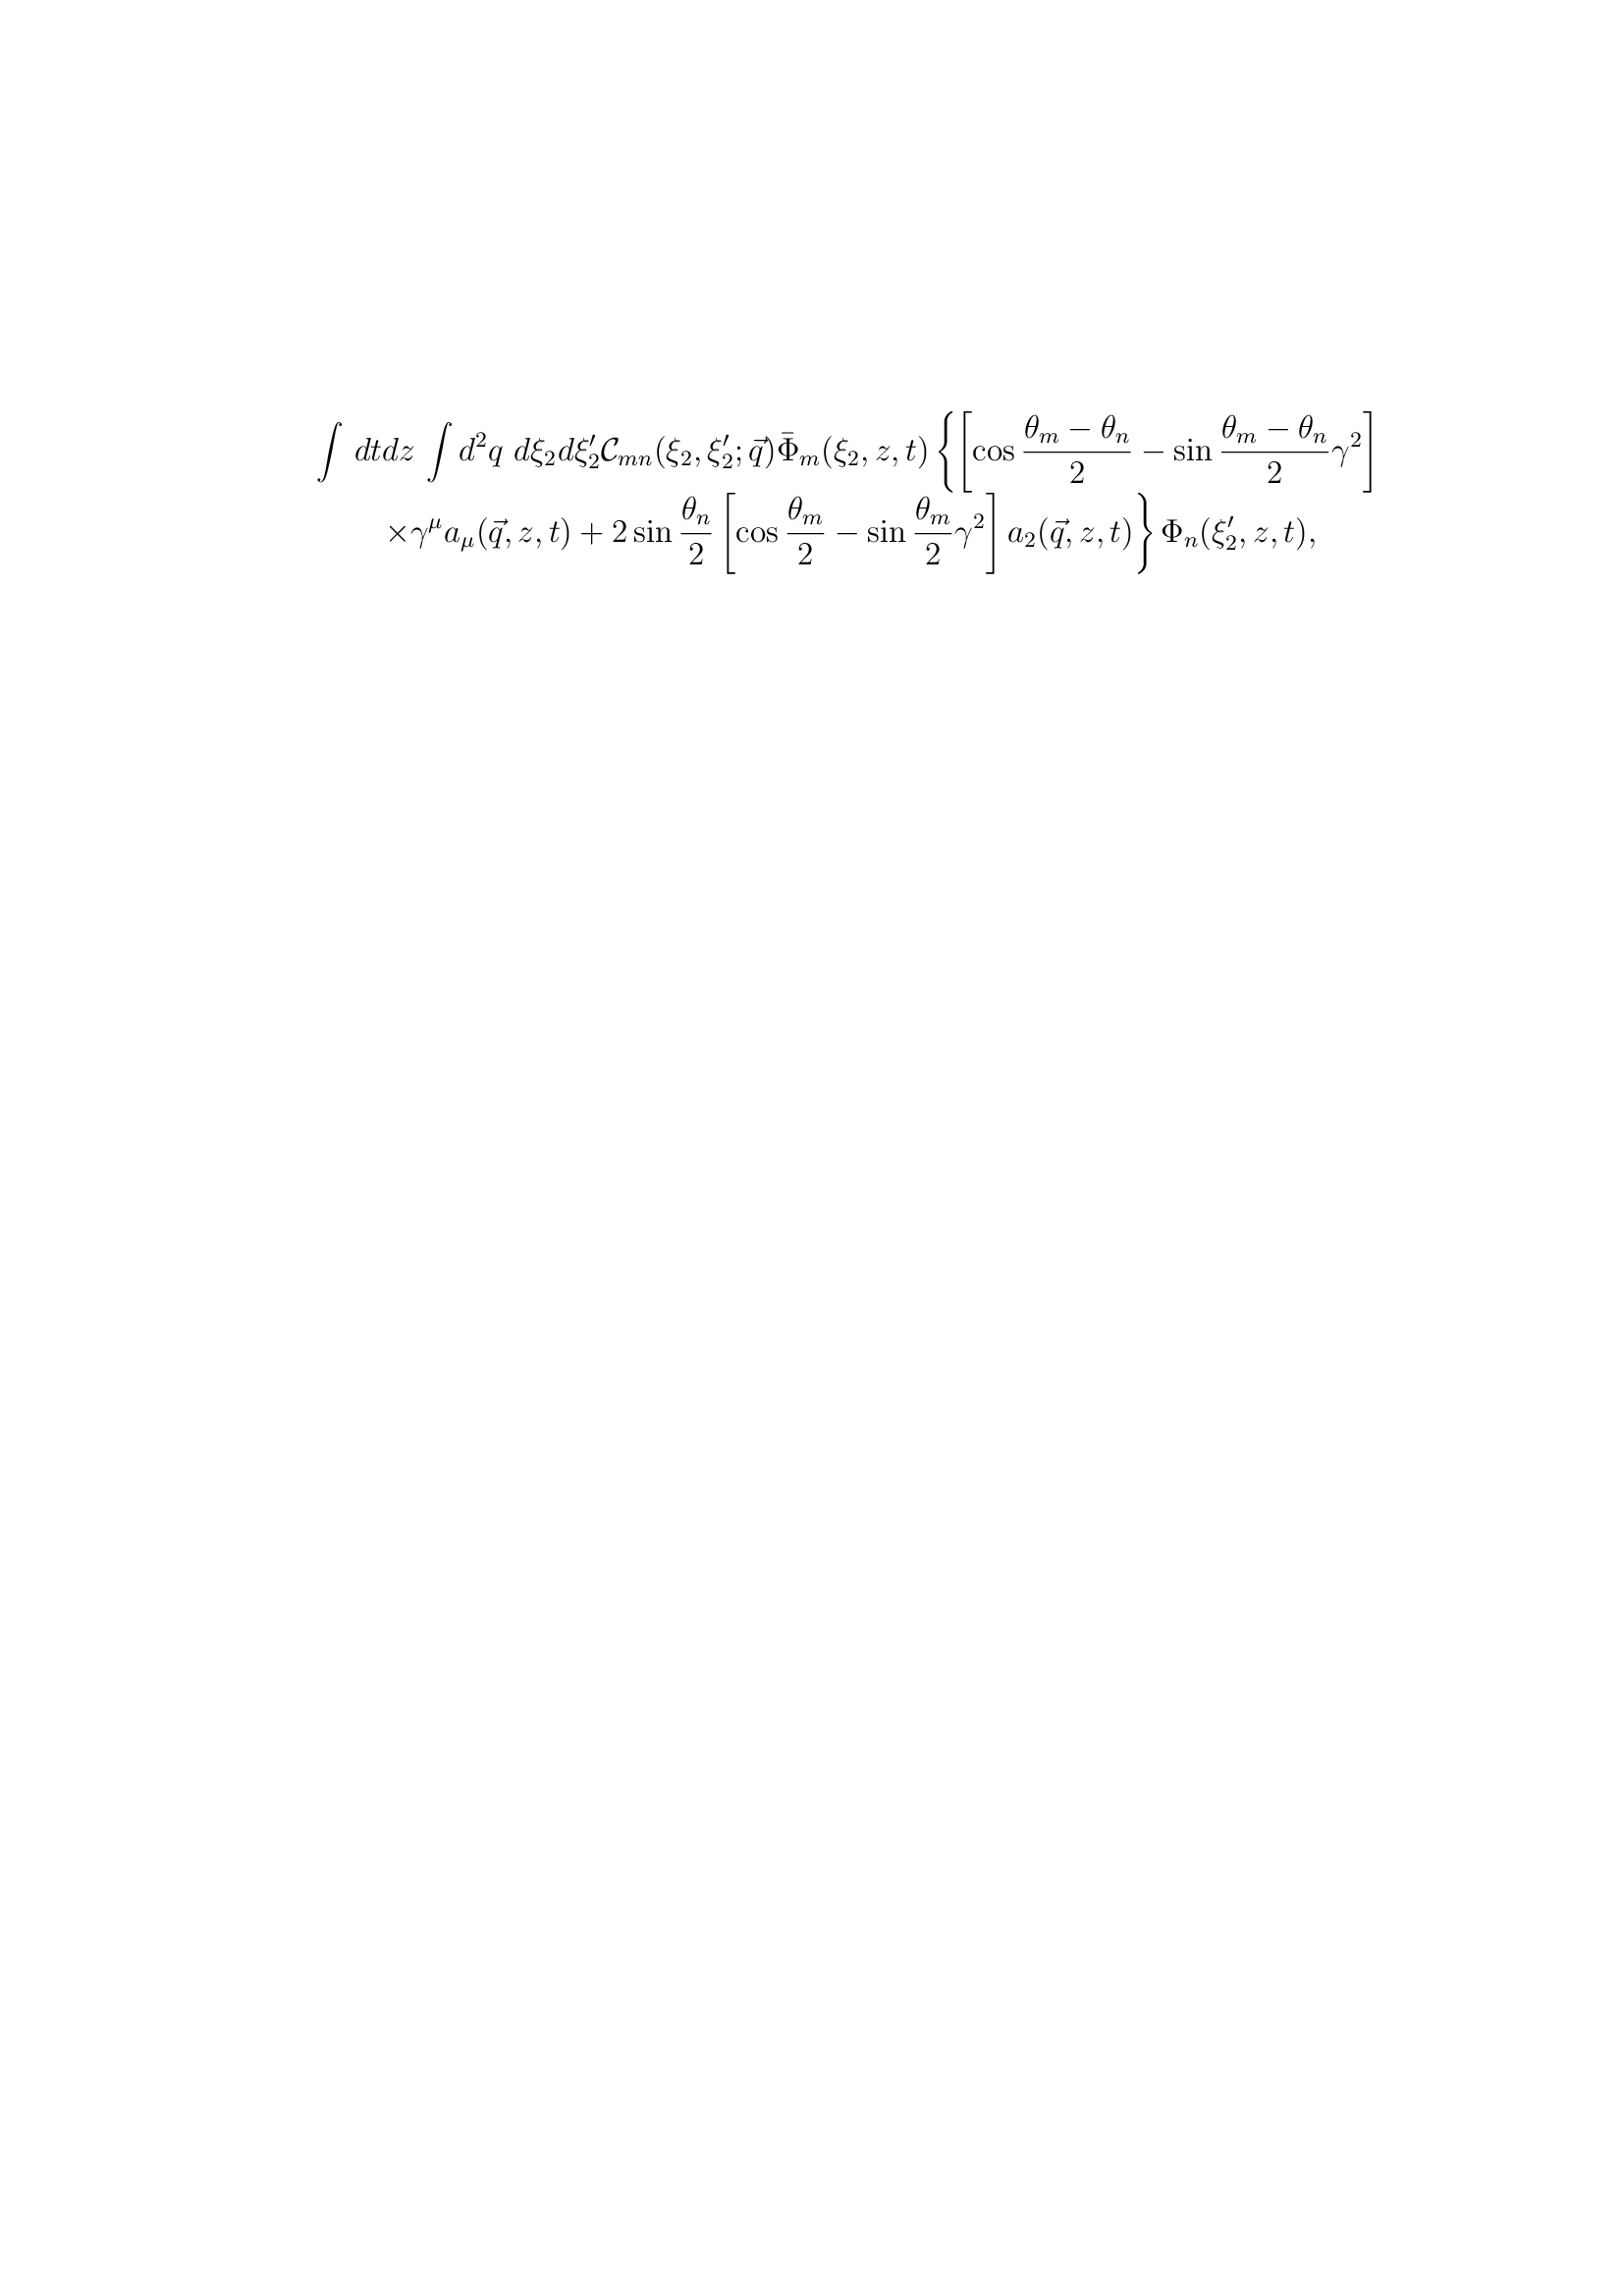 \int dtdz \int d^2q \ d\xi_2 d\xi_2' \mathcal{C}_{mn}(\xi_2, \xi_2'; \vec{q}) \bar{\Phi}_m(\xi_2, z, t) \left\{ \left[ \cos \frac{\theta_m - \theta_n}{2} - \sin \frac{\theta_m - \theta_n}{2} \gamma^2 \right] \right.
\left. \times \gamma^\mu a_\mu(\vec{q}, z, t) + 2 \sin \frac{\theta_n}{2} \left[ \cos \frac{\theta_m}{2} - \sin \frac{\theta_m}{2} \gamma^2 \right] a_2(\vec{q}, z, t) \right\} \Phi_n(\xi_2', z, t),